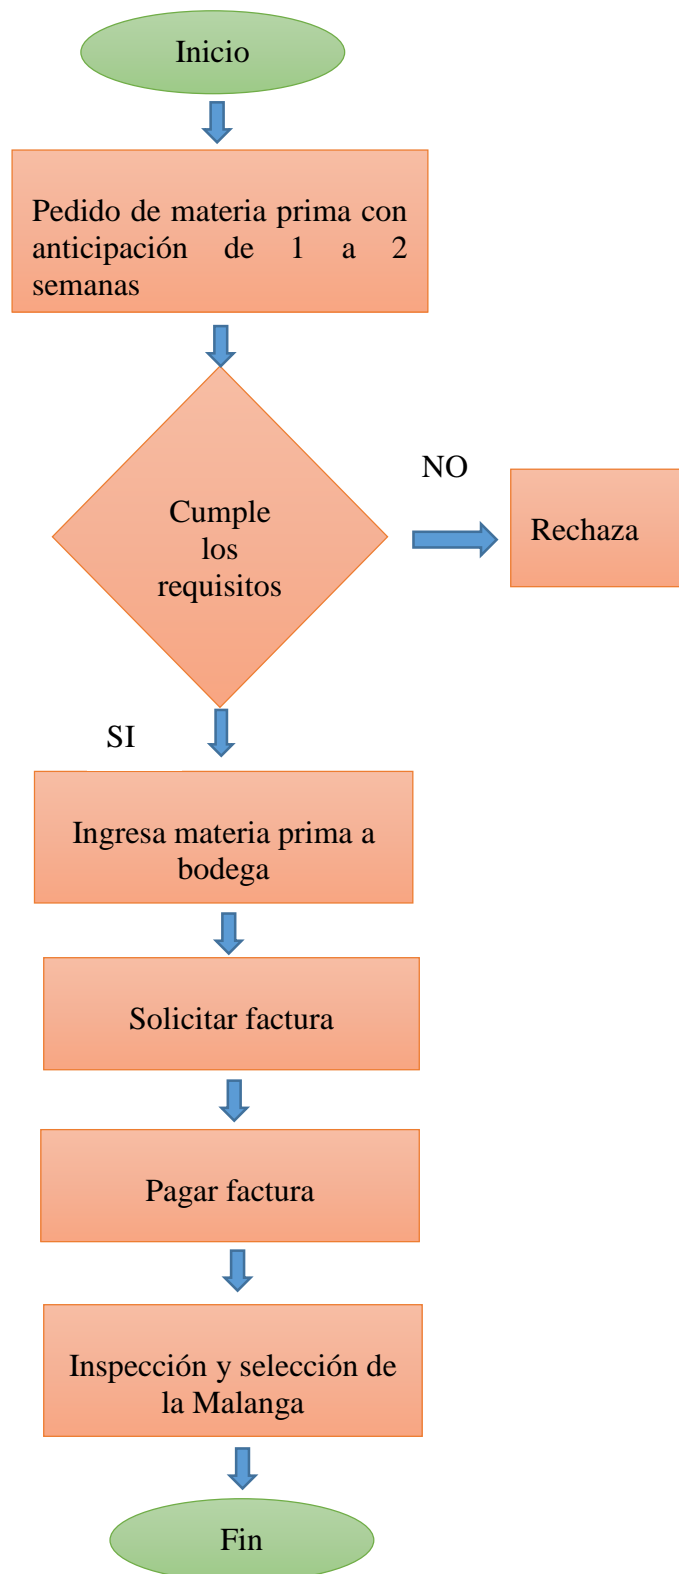 Inicio
Pedido de materia prima con
anticipación de 1 a 2
semanas
NO
Cumple
los
requisitos
Rechaza
SI
Ingresa materia prima a
bodega
Solicitar factura
Pagar factura
Inspección y selección de
la Malanga
Fin